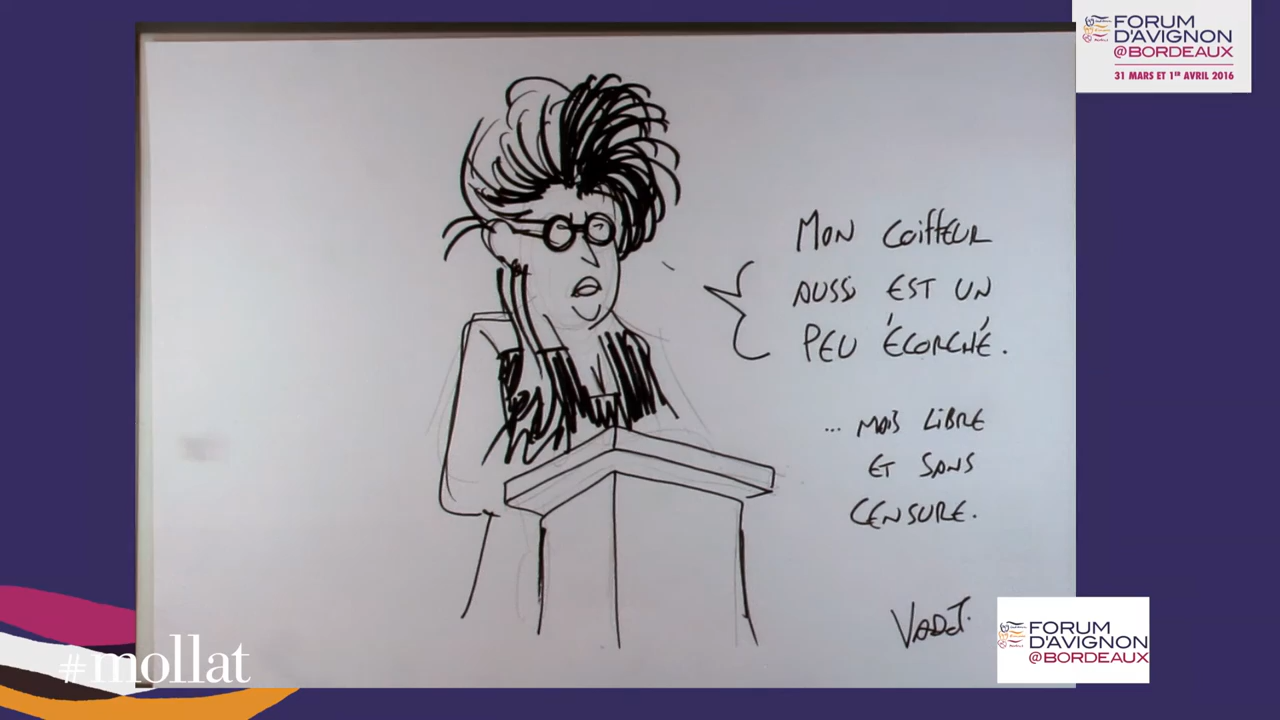 FORUM
D'AVIGNON
@BORDEAUX
31 MARS ET 1ER AVRIL 2016
MON COIFFEUR
AUSSI EST UN
PEU ÉCORCHÉ.
... MAIS LIBRE
ET SANS
CENSURE.
VADOT.
FORUM
D'AVIGNON
@BORDEAUX
#mollat